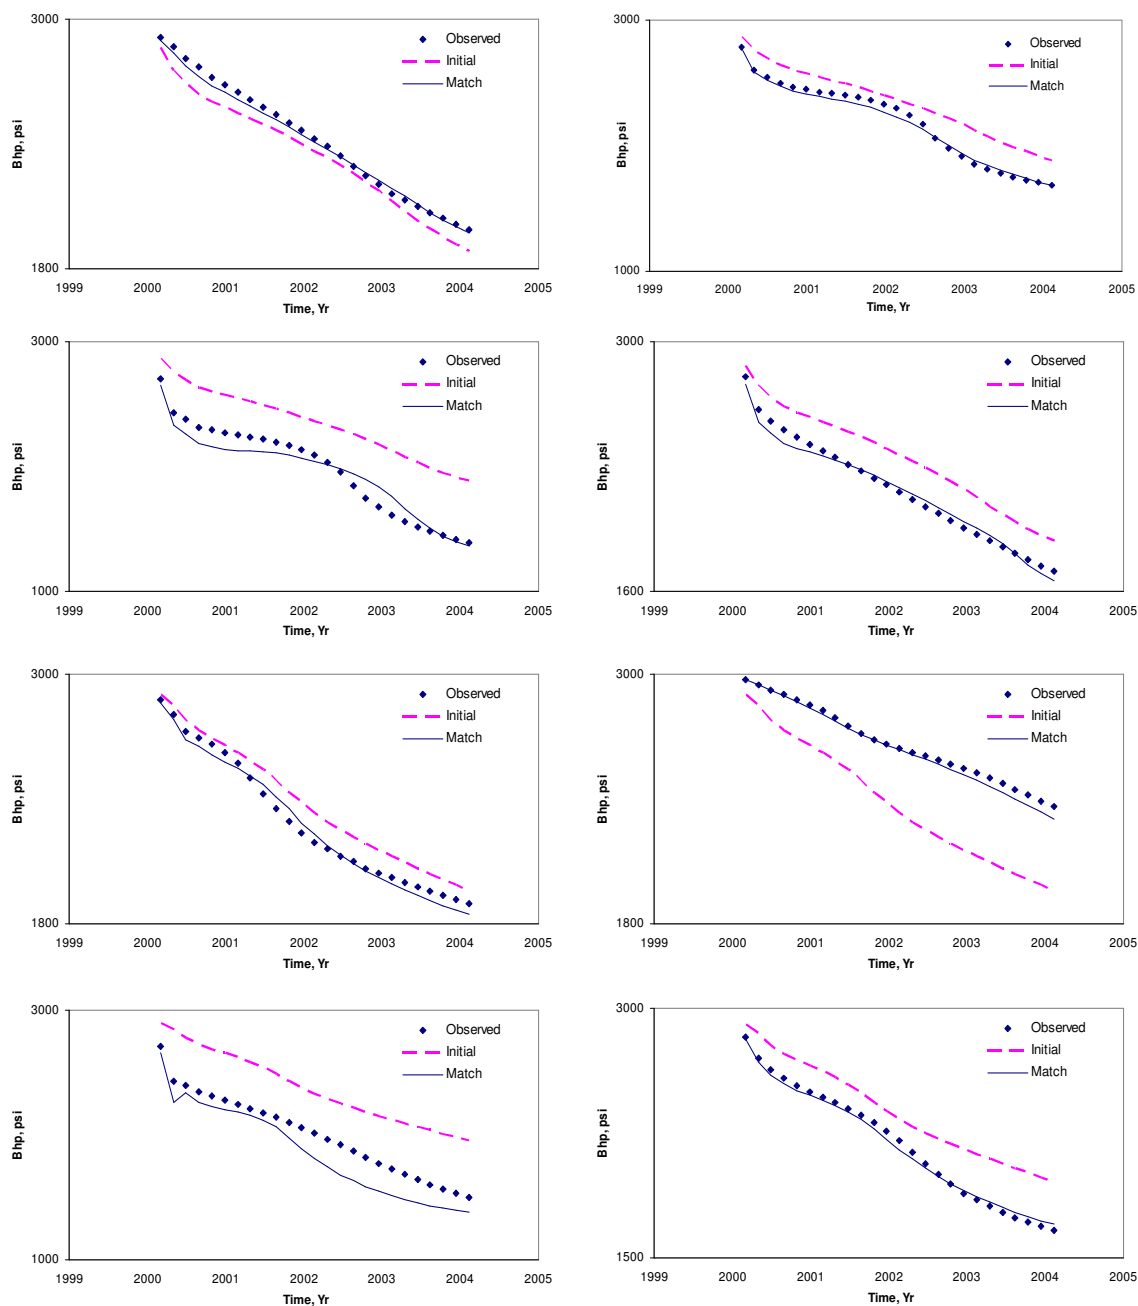 3000
Observed
Initial
Match
Bhp, psi
1800
1999 2000 2001 2002 2003 2004 2005
Time, Yr
3000
Observed
Initial
Match
Bhp, psi
1000
1999 2000 2001 2002 2003 2004 2005
Time, Yr
3000
Observed
Initial
Match
Bhp, psi
1000
1999 2000 2001 2002 2003 2004 2005
Time, Yr
3000
Observed
Initial
Match
Bhp, psi
1600
1999 2000 2001 2002 2003 2004 2005
Time, Yr
3000
Observed
Initial
Match
Bhp, psi
1800
1999 2000 2001 2002 2003 2004 2005
Time, Yr
3000
Observed
Initial
Match
Bhp, psi
1800
1999 2000 2001 2002 2003 2004 2005
Time, Yr
3000
Observed
Initial
Match
Bhp, psi
1000
1999 2000 2001 2002 2003 2004 2005
Time, Yr
3000
Observed
Initial
Match
Bhp, psi
1500
1999 2000 2001 2002 2003 2004 2005
Time, Yr